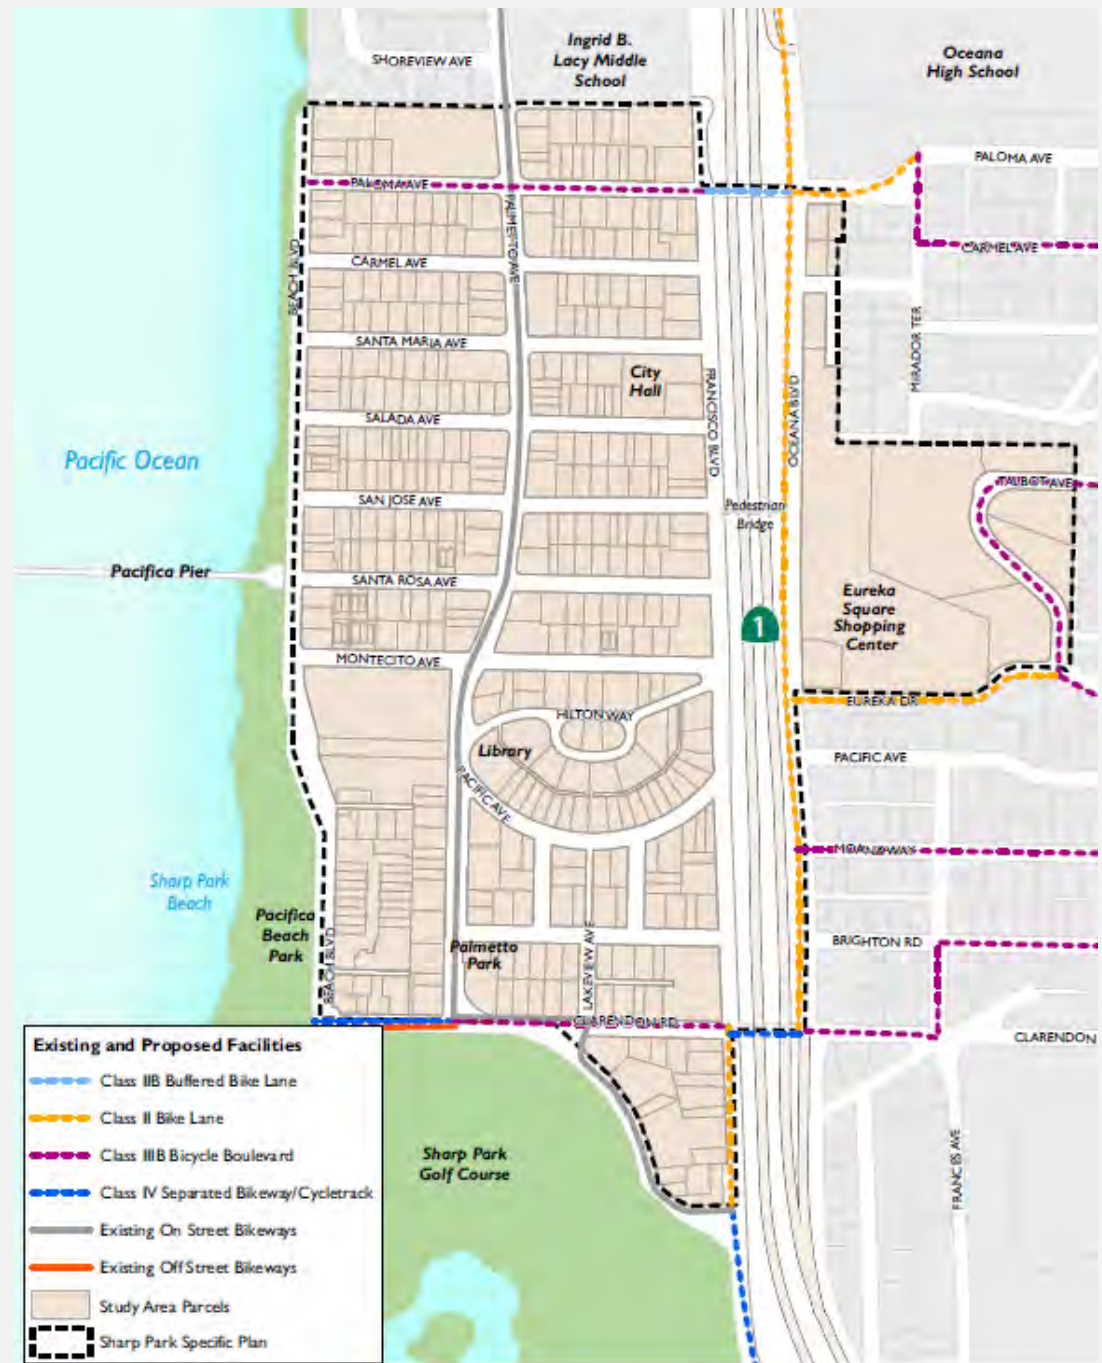 Ingrid B.
Lacy Middle
School
Oceana
High School
SHOREVIEW AVE
PALOMA AVE
PALOMA AVE
PALMETTO AVE
CARMEL AVE
CARMEL AVE
BEACH BLVD
SANTA MARIA AVE
MIRADOR TER
City
Hall
FRANCISCO BLVD
OCEANA BLVD
SALADA AVE
Pacific Ocean
TALBOT AVE
SAN JOSE AVE
Pedestrian
Bridge
Pacifica Pier
SANTA ROSA AVE
Eureka
Square
Shopping
Center
1
MONTECITO AVE
EUREKA DR
HILTON WAY
Library
PACIFIC AVE
PACIFIC AVE
MOANA WAY
Sharp Park
Beach
Pacifica
Beach
Park
BEACH BLVD
Palmetto
Park
LAKEVIEW AVE
BRIGHTON RD
CLARENDON RD
CLARENDON
Existing and Proposed Facilities
Class IIB Buffered Bike Lane
Class II Bike Lane
Class IIIB Bicycle Boulevard
Class IV Separated Bikeway/Cycletrack
Existing On Street Bikeways
Existing Off Street Bikeways
Study Area Parcels
Sharp Park Specific Plan
Sharp Park
Golf Course
FRANCES AVE